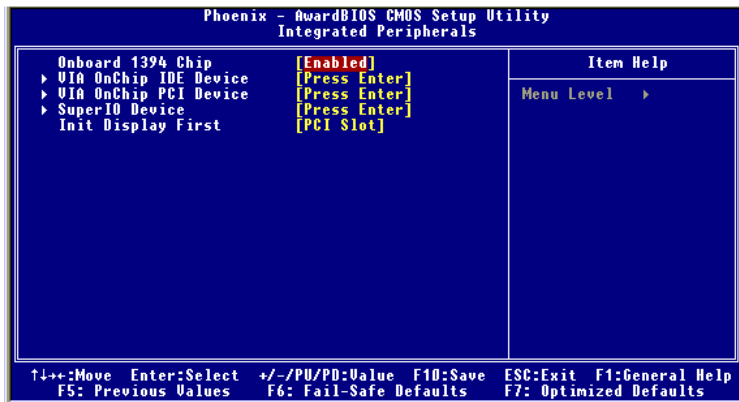 Phoenix - AwardBIOS CMOS Setup Utility
Integrated Peripherals
Onboard 1394 Chip [Enabled]
▸ VIA OnChip IDE Device [Press Enter]
▸ VIA OnChip PCI Device [Press Enter]
▸ SuperIO Device [Press Enter]
Init Display First [PCI Slot]
Item Help
Menu Level ▸
↑↓→←:Move Enter:Select +/-/PU/PD:Value F10:Save ESC:Exit F1:General Help
F5: Previous Values F6: Fail-Safe Defaults F7: Optimized Defaults